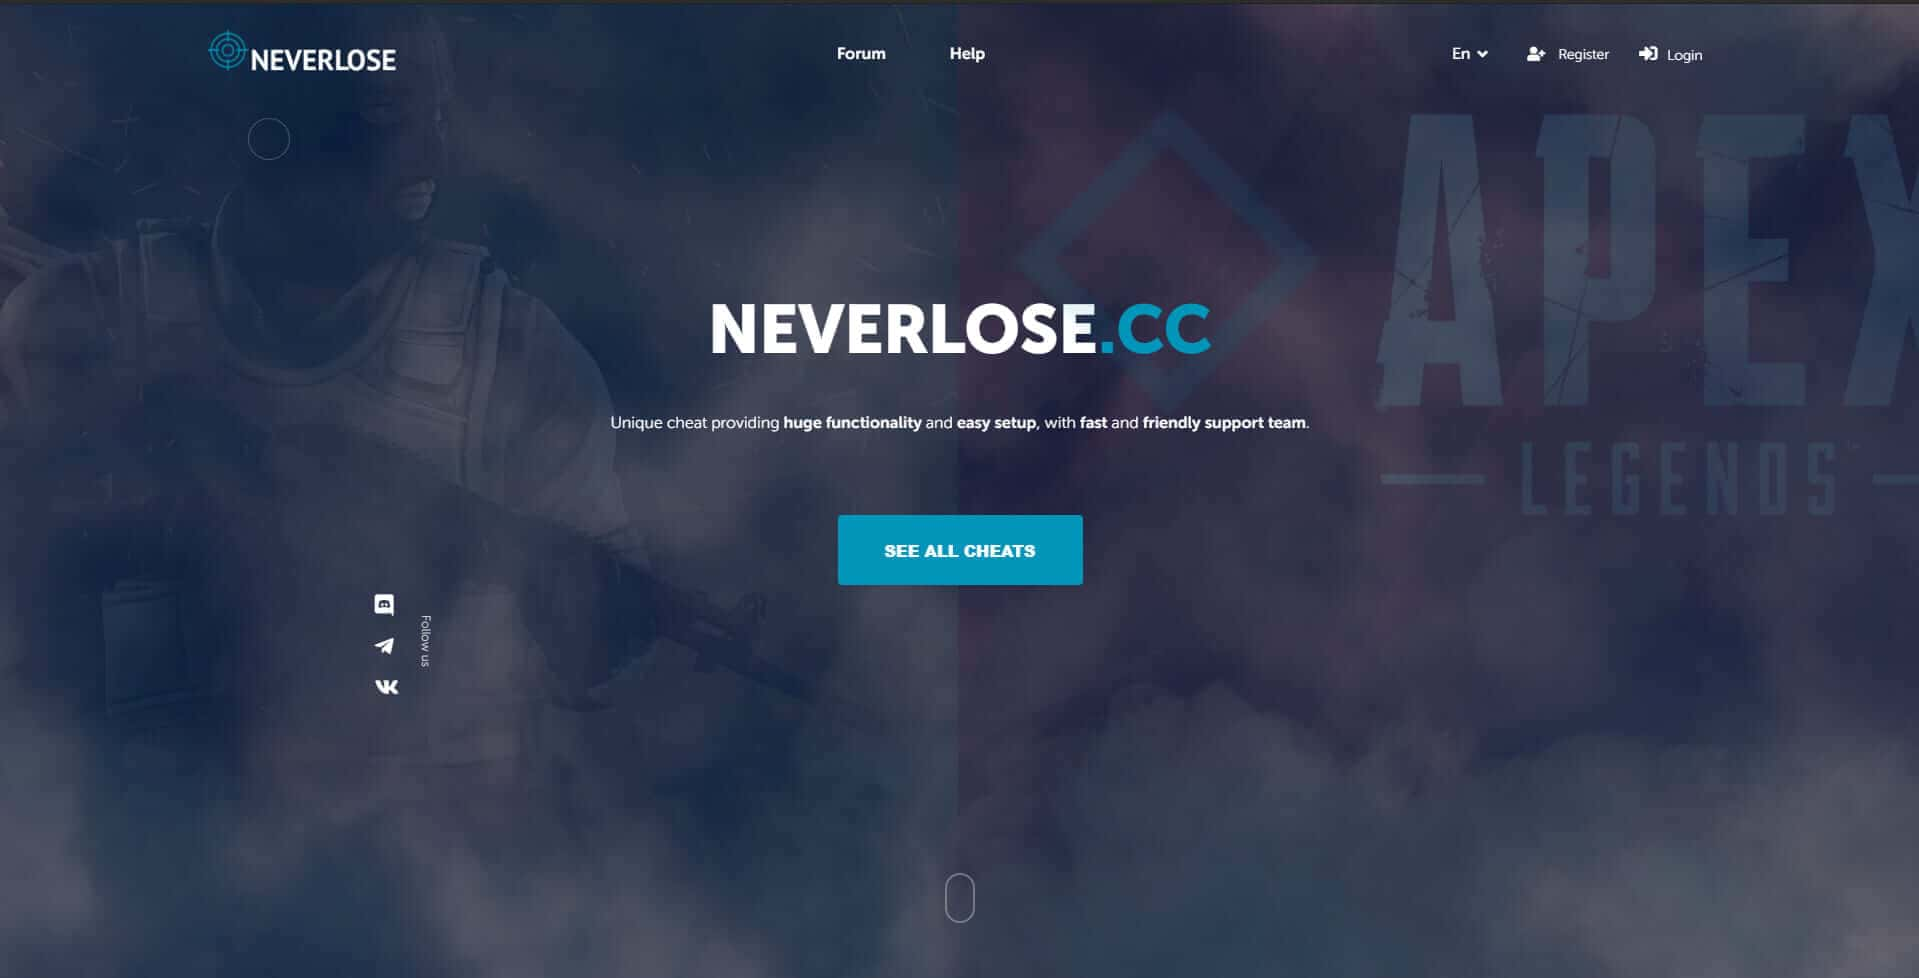 NEVERLOSE
Forum
Help
En
Register
Login
APEX
LEGENDS
NEVERLOSE.CC
Unique cheat providing huge functionality and easy setup, with fast and friendly support team.
SEE ALL CHEATS
Follow us